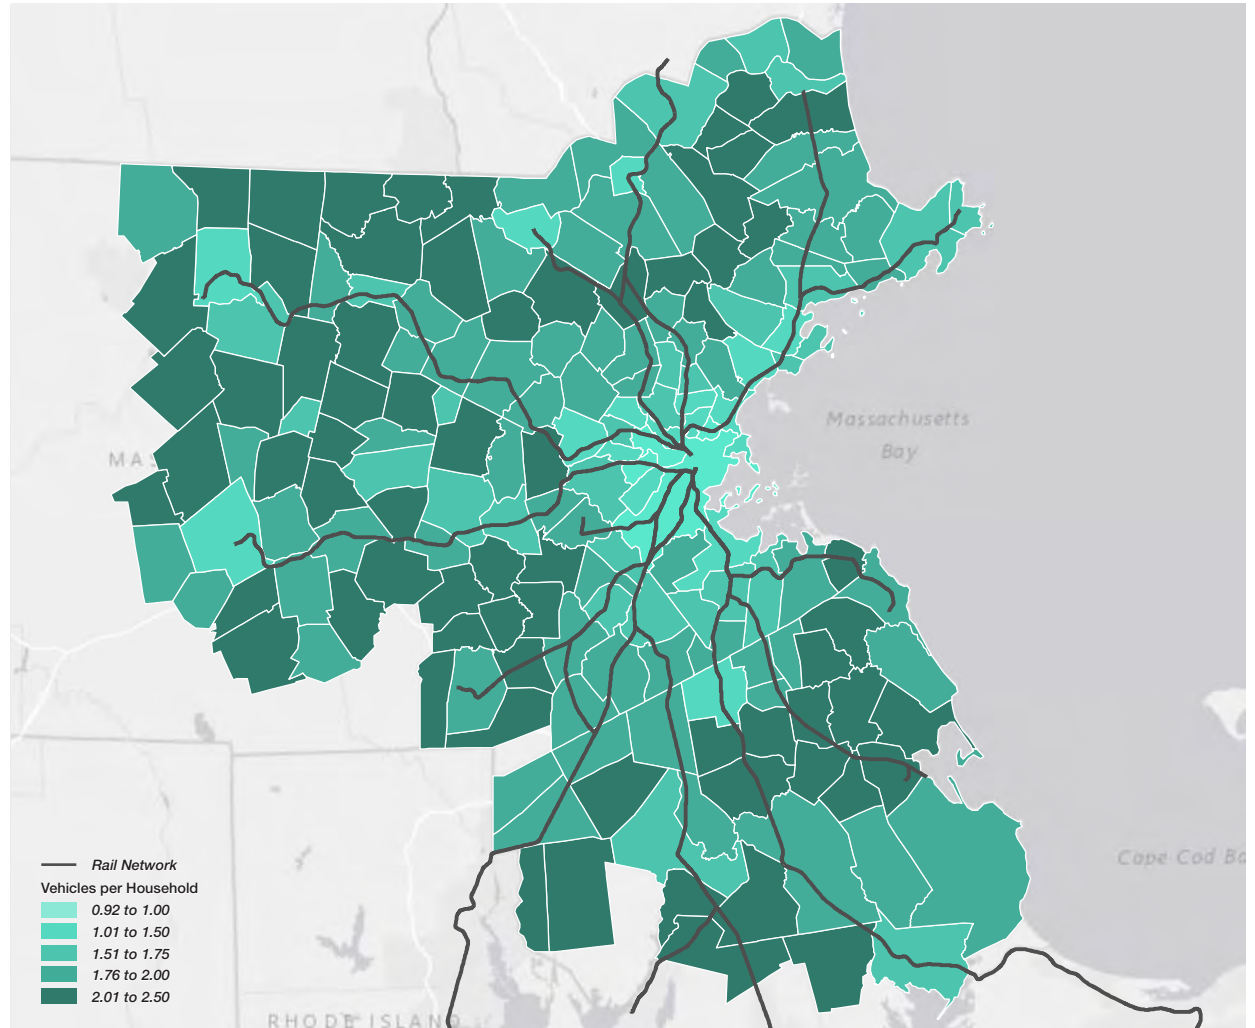 Massachusetts
Bay
MAS
Cape Cod Ba
Rail Network
Vehicles per Household
0.92 to 1.00
1.01 to 1.50
1.51 to 1.75
1.76 to 2.00
2.01 to 2.50
RHODE ISLAND